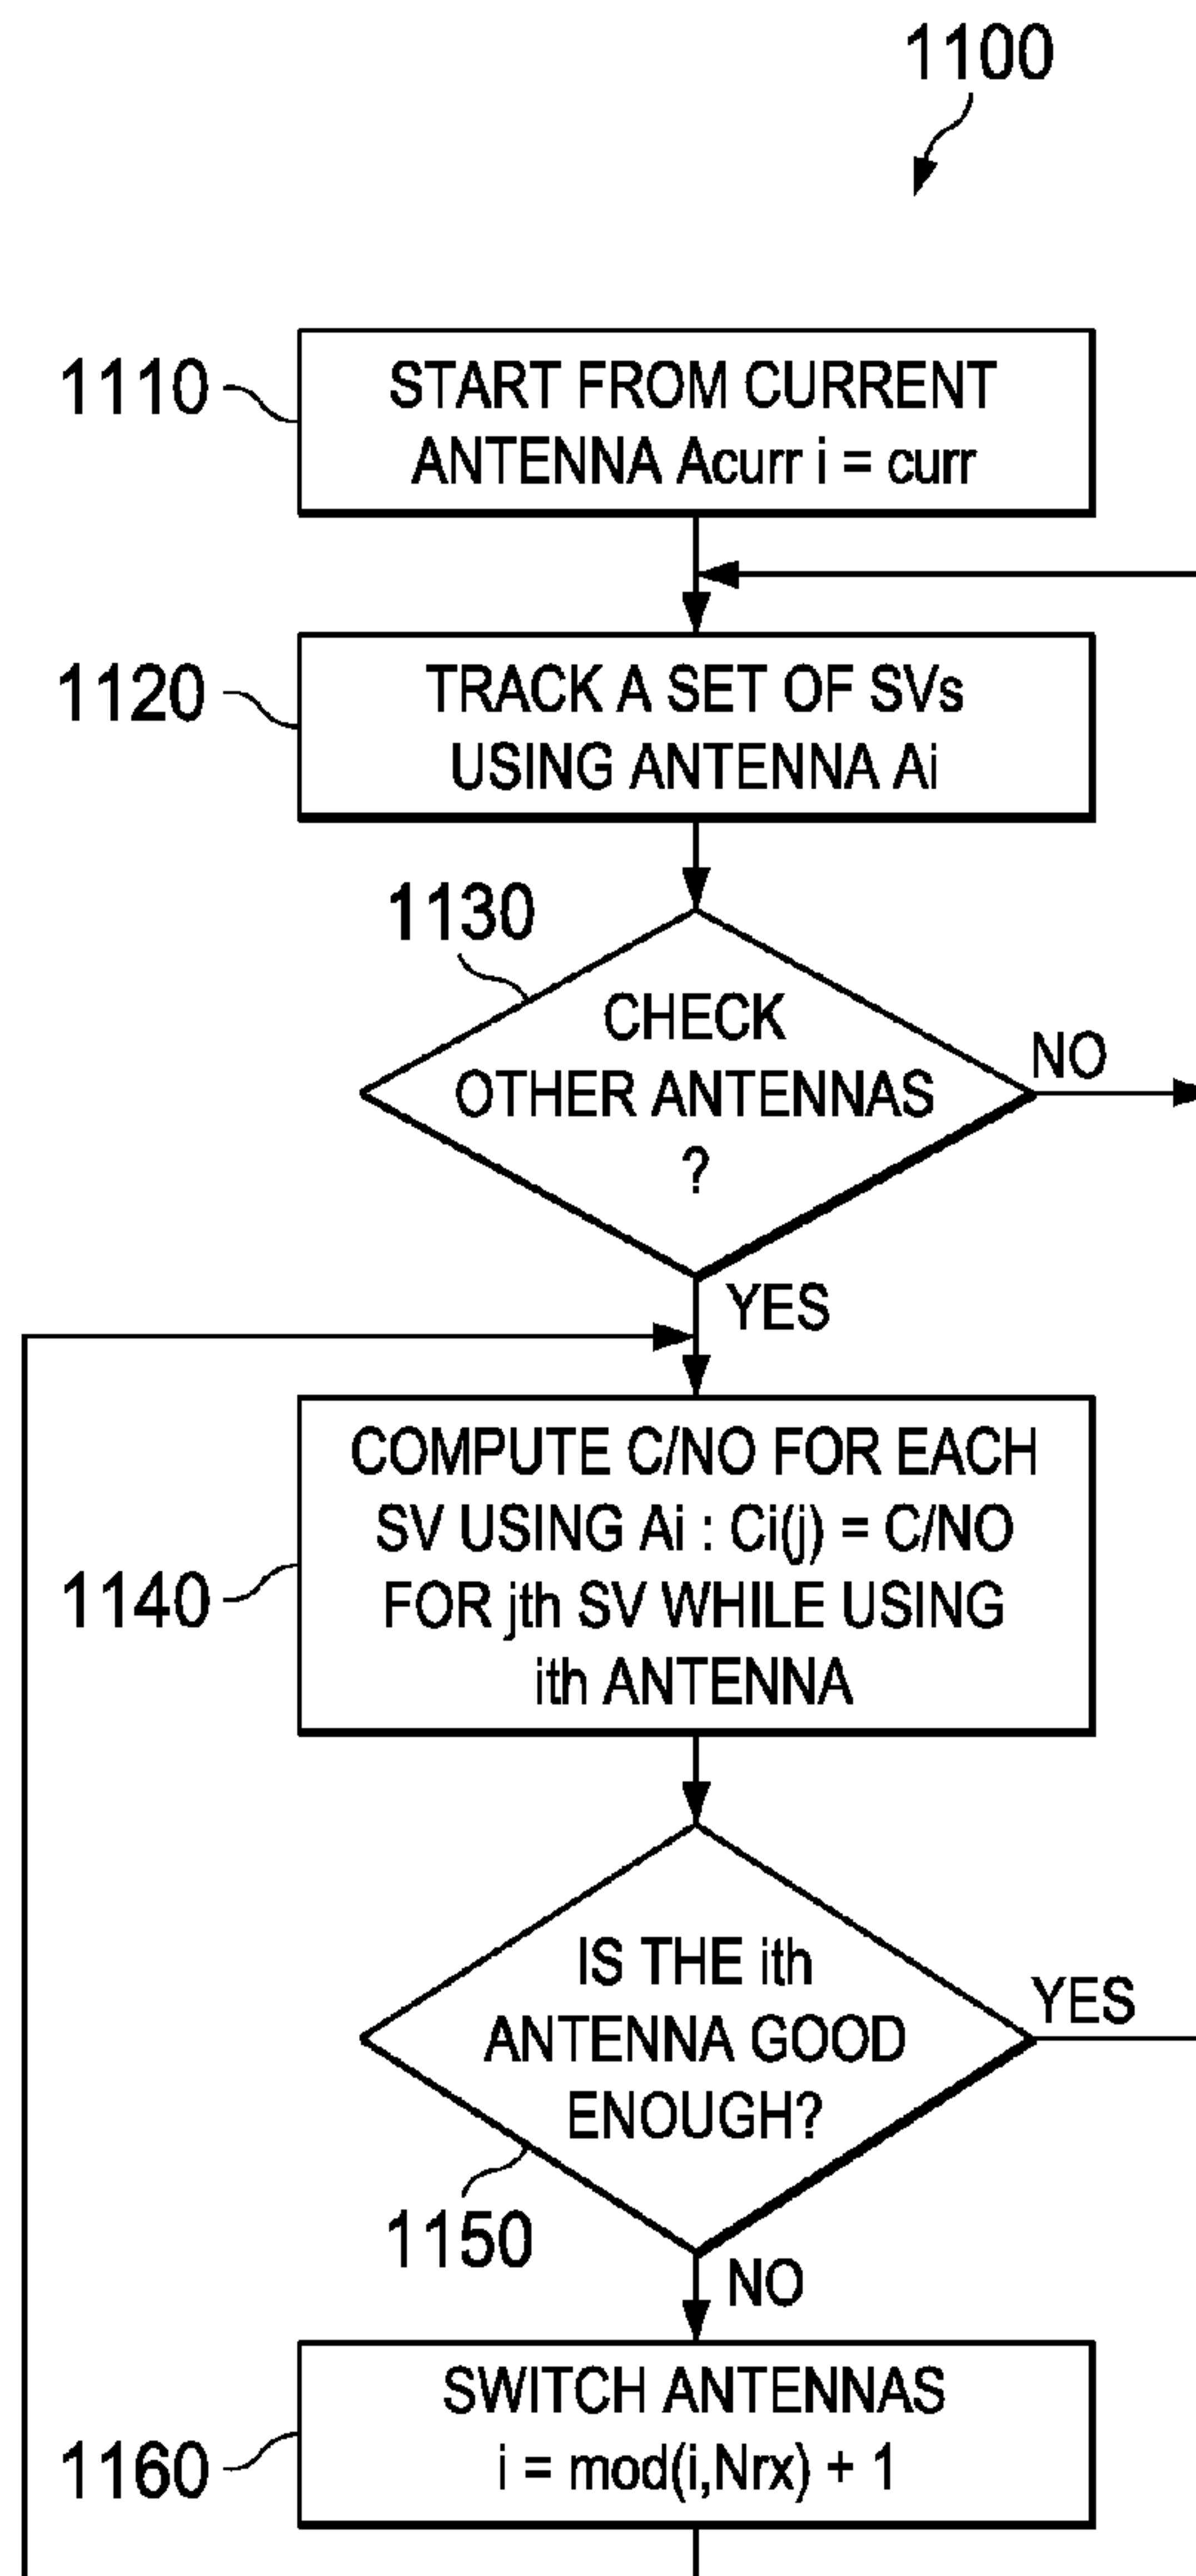 1100
1110
START FROM CURRENT
ANTENNA Acurr i = curr
1120
TRACK A SET OF SVs
USING ANTENNA Ai
1130
CHECK
OTHER ANTENNAS
?
NO
YES
COMPUTE C/NO FOR EACH
SV USING Ai : Ci(j) = C/NO
FOR jth SV WHILE USING
ith ANTENNA
1140
IS THE ith
ANTENNA GOOD
ENOUGH?
YES
1150
NO
SWITCH ANTENNAS
i = mod(i,Nrx) + 1
1160